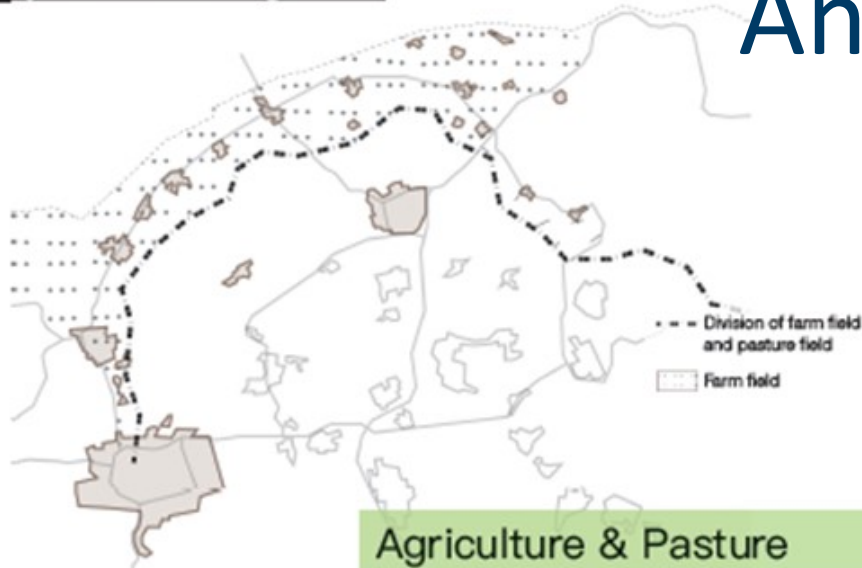 An
Division of farm field
and pasture field
Farm field
Agriculture & Pasture